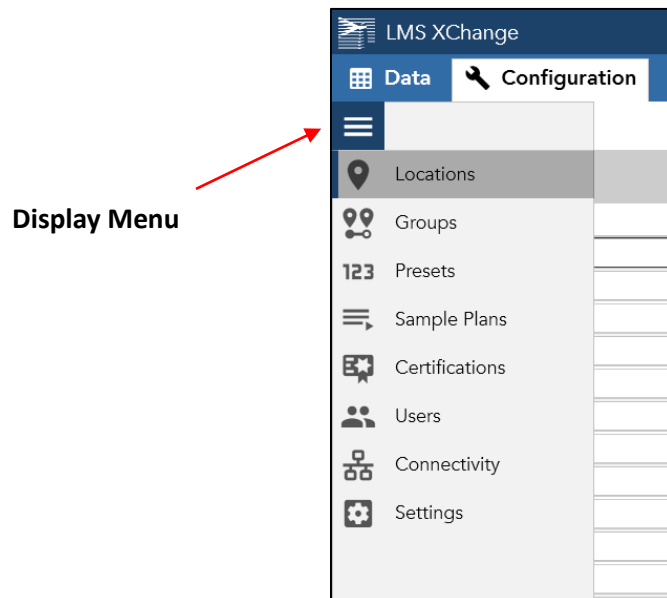 LMS XChange
Data Configuration
Display Menu
Locations
Groups
123 Presets
Sample Plans
Certifications
Users
Connectivity
Settings